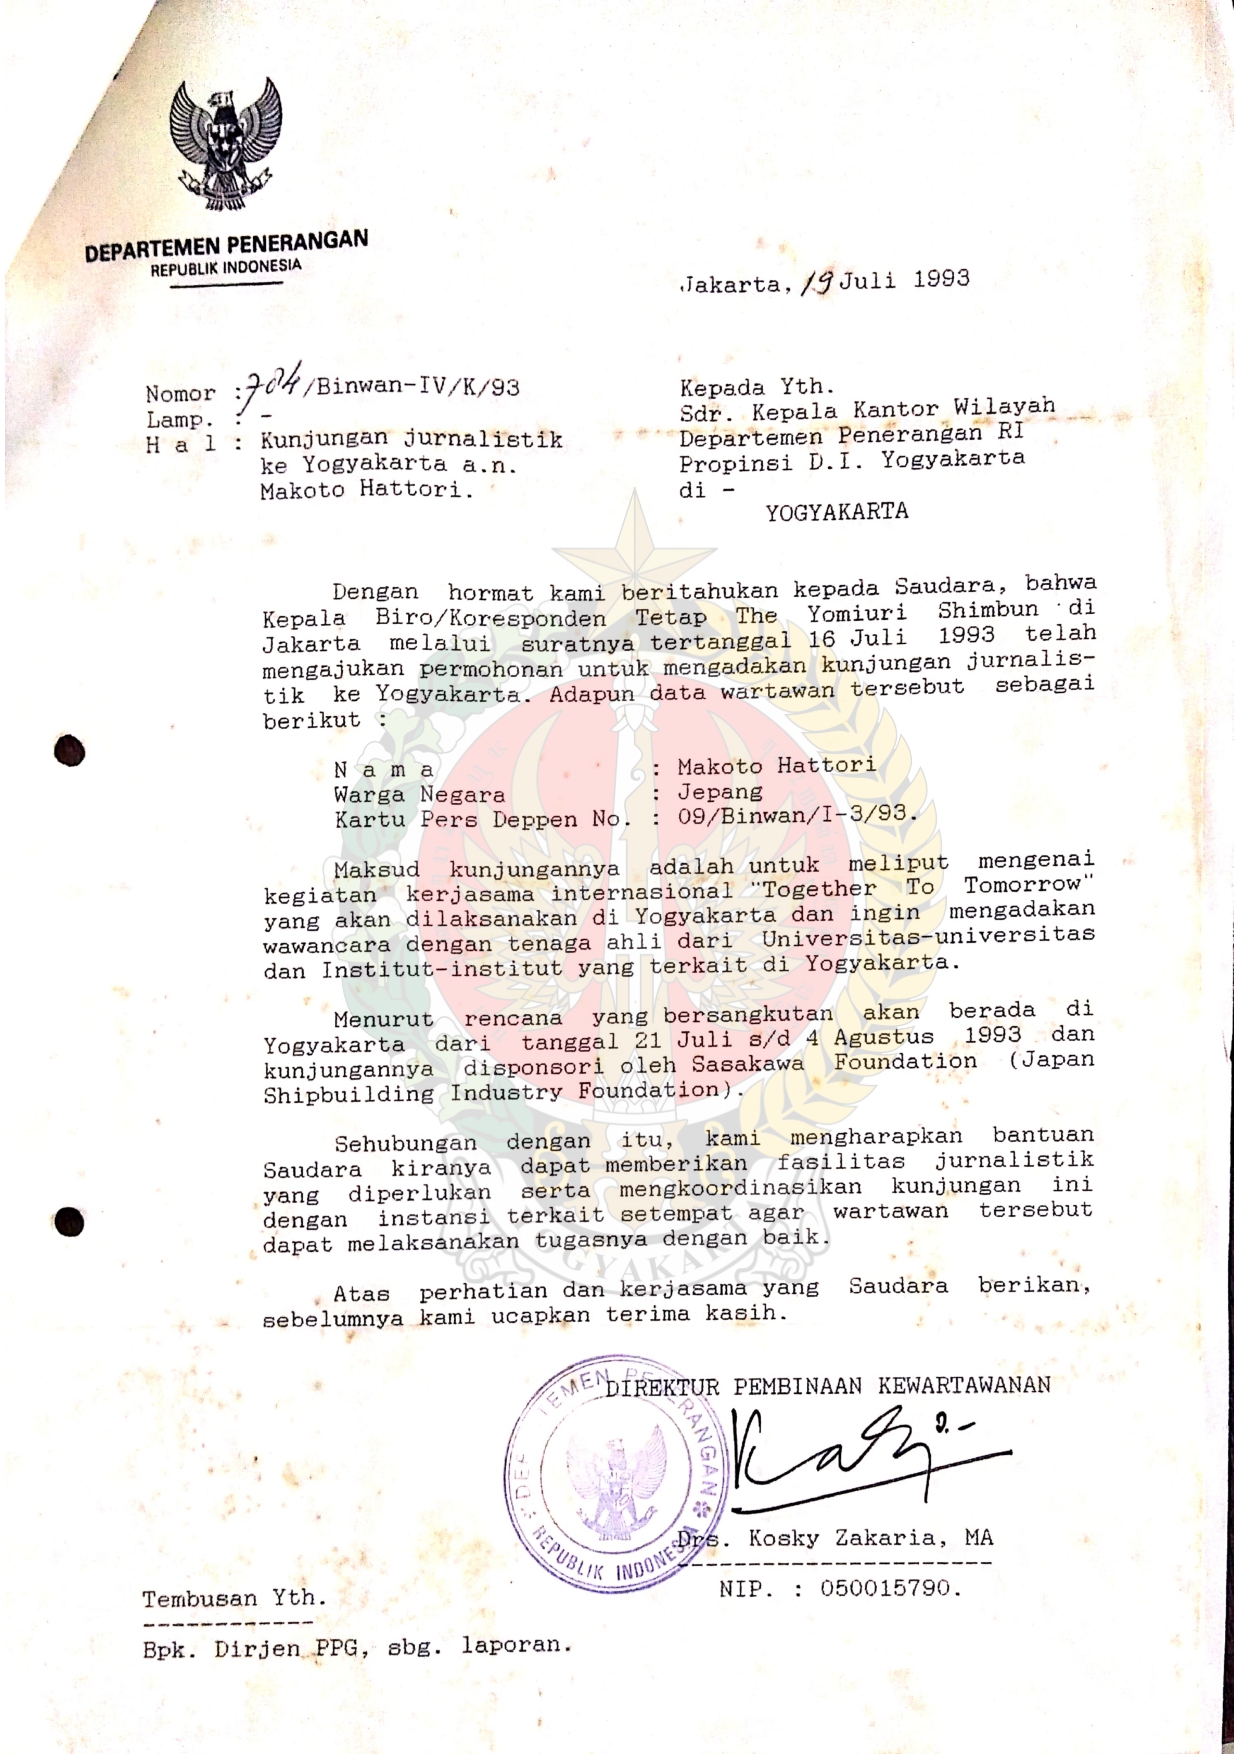 DEPARTEMEN PENERANGAN
REPUBLIK INDONESIA
Jakarta, 19 Juli 1993
Nomor : 704/Binwan-IV/K/93
Lamp. : -
H a l : Kunjungan jurnalistik
ke Yogyakarta a.n.
Makoto Hattori.
Kepada Yth.
Sdr. Kepala Kantor Wilayah
Departemen Penerangan RI
Propinsi D.I. Yogyakarta
di -
YOGYAKARTA
Dengan hormat kami beritahukan kepada Saudara, bahwa
Kepala Biro/Koresponden Tetap The Yomiuri Shimbun di
Jakarta melalui suratnya tertanggal 16 Juli 1993 telah
mengajukan permohonan untuk mengadakan kunjungan jurnalis-
tik ke Yogyakarta. Adapun data wartawan tersebut sebagai
berikut :
N a m a : Makoto Hattori
Warga Negara : Jepang
Kartu Pers Deppen No. : 09/Binwan/I-3/93.
Maksud kunjungannya adalah untuk meliput mengenai
kegiatan kerjasama internasional "Together To Tomorrow"
yang akan dilaksanakan di Yogyakarta dan ingin mengadakan
wawancara dengan tenaga ahli dari Universitas-universitas
dan Institut-institut yang terkait di Yogyakarta.
Menurut rencana yang bersangkutan akan berada di
Yogyakarta dari tanggal 21 Juli s/d 4 Agustus 1993 dan
kunjungannya disponsori oleh Sasakawa Foundation (Japan
Shipbuilding Industry Foundation).
Sehubungan dengan itu, kami mengharapkan bantuan
Saudara kiranya dapat memberikan fasilitas jurnalistik
yang diperlukan serta mengkoordinasikan kunjungan ini
dengan instansi terkait setempat agar wartawan tersebut
dapat melaksanakan tugasnya dengan baik.
YOGYAKARTA
Atas perhatian dan kerjasama yang Saudara berikan,
sebelumnya kami ucapkan terima kasih.
DIREKTUR PEMBINAAN KEWARTAWANAN
DEP TEMEN PENERANGAN
REPUBLIK INDONESIA
Drs. Kosky Zakaria, MA
NIP. : 050015790.
Tembusan Yth.
Bpk. Dirjen PPG, sbg. laporan.